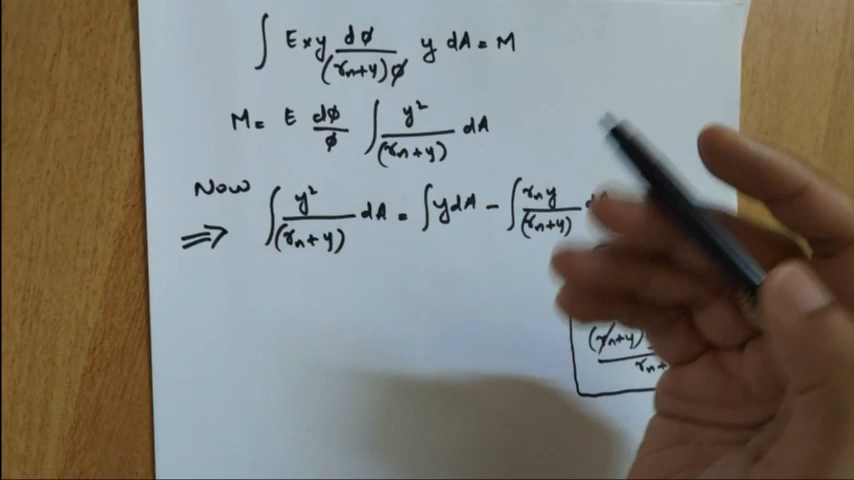 ∫ E × y dφ/(rn+y)φ y dA = M
M = E dφ/φ ∫ y²/(rn+y) dA
Now
⇒ ∫ y²/(rn+y) dA = ∫ y dA - ∫ rn y/(rn+y)
(rn+y)
rn+